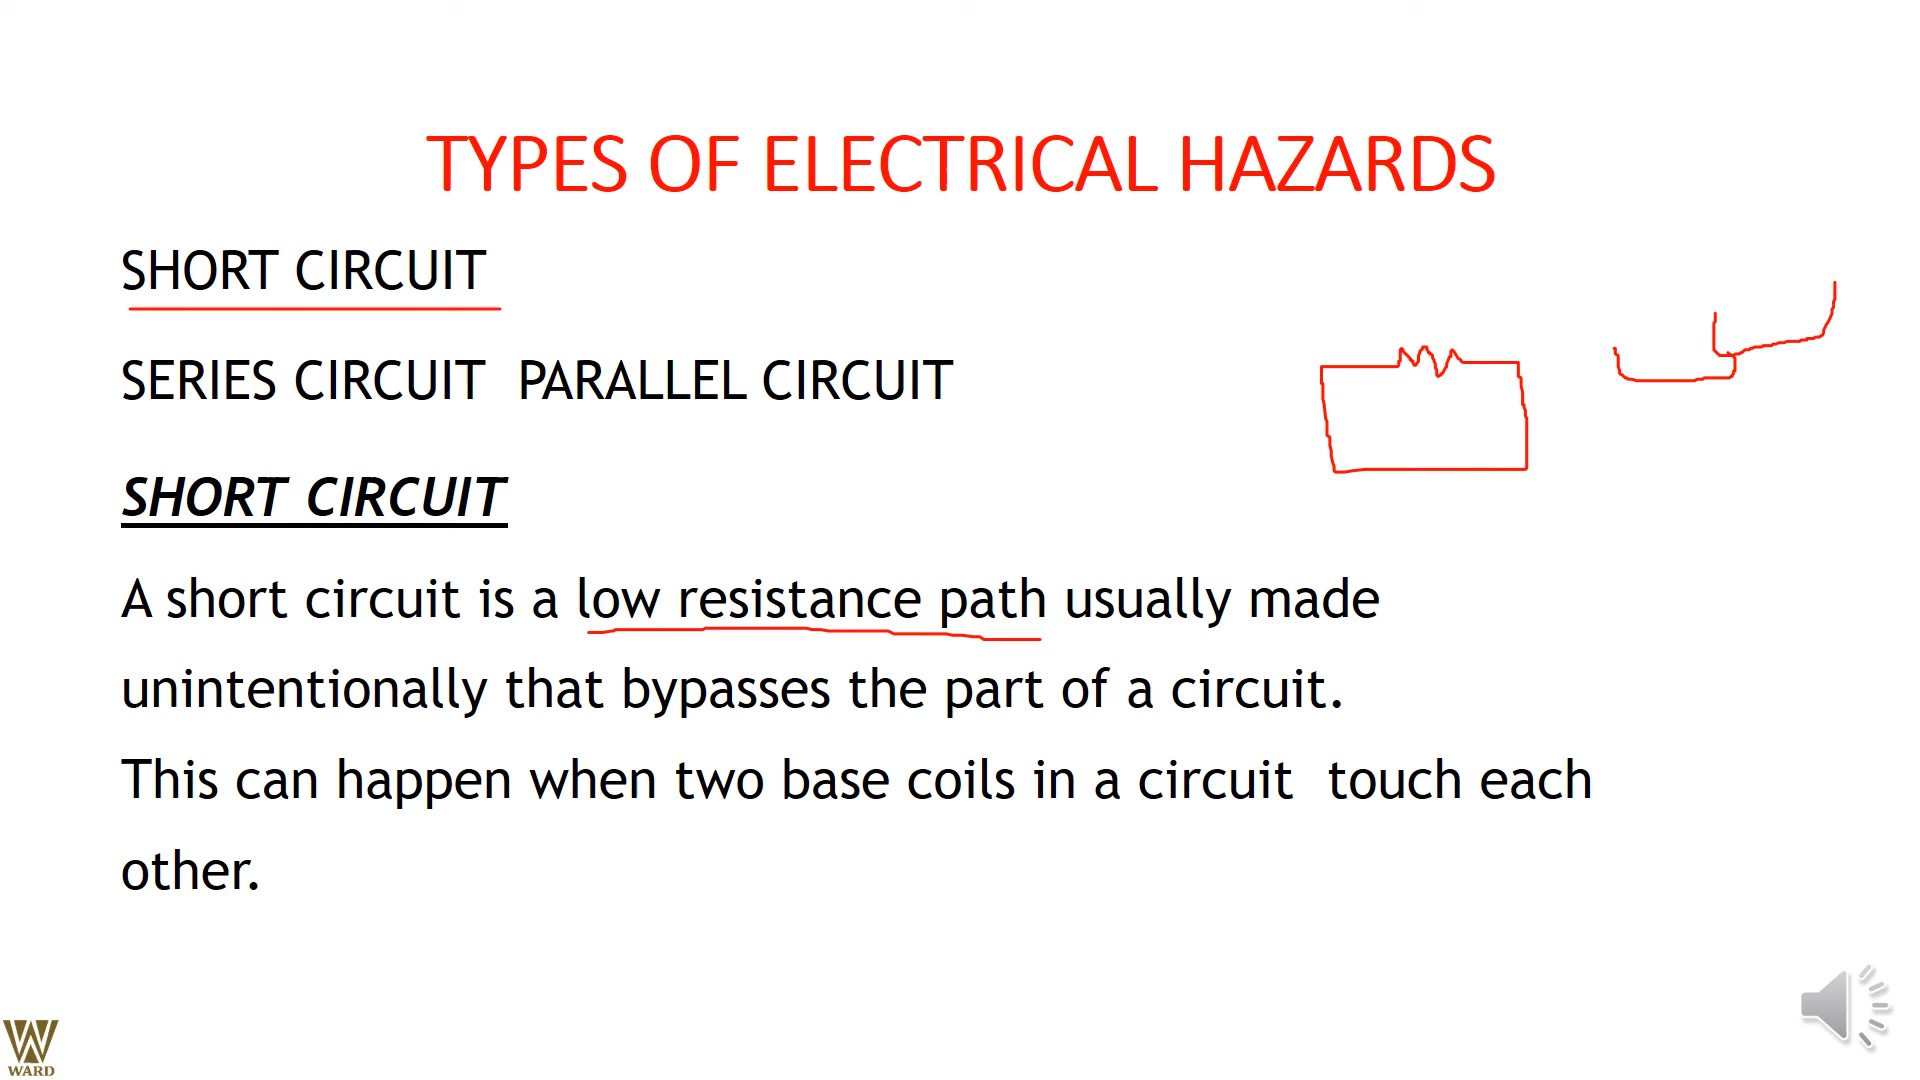 TYPES OF ELECTRICAL HAZARDS
SHORT CIRCUIT
SERIES CIRCUIT  PARALLEL CIRCUIT
SHORT CIRCUIT
A short circuit is a low resistance path usually made
unintentionally that bypasses the part of a circuit.
This can happen when two base coils in a circuit  touch each
other.
WARD